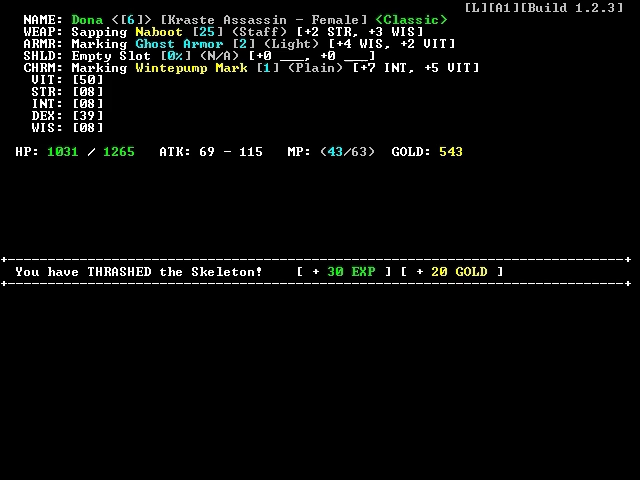 [L][A1][Build 1.2.3]
NAME: Dona <[6]> [Kraste Assassin - Female] <Classic>
WEAP: Sapping Naboot [25] (Staff) [+2 STR, +3 WIS]
ARMR: Marking Ghost Armor [2] (Light) [+4 WIS, +2 VIT]
SHLD: Empty Slot [0%] (N/A) [+0 ___, +0 ___]
CHRM: Marking Wintepump Mark [1] (Plain) [+7 INT, +5 VIT]
VIT: [50]
STR: [08]
INT: [08]
DEX: [39]
WIS: [08]
HP: 1031 / 1265 ATK: 69 - 115 MP: (43/63) GOLD: 543
You have THRASHED the Skeleton! [ + 30 EXP ] [ + 20 GOLD ]